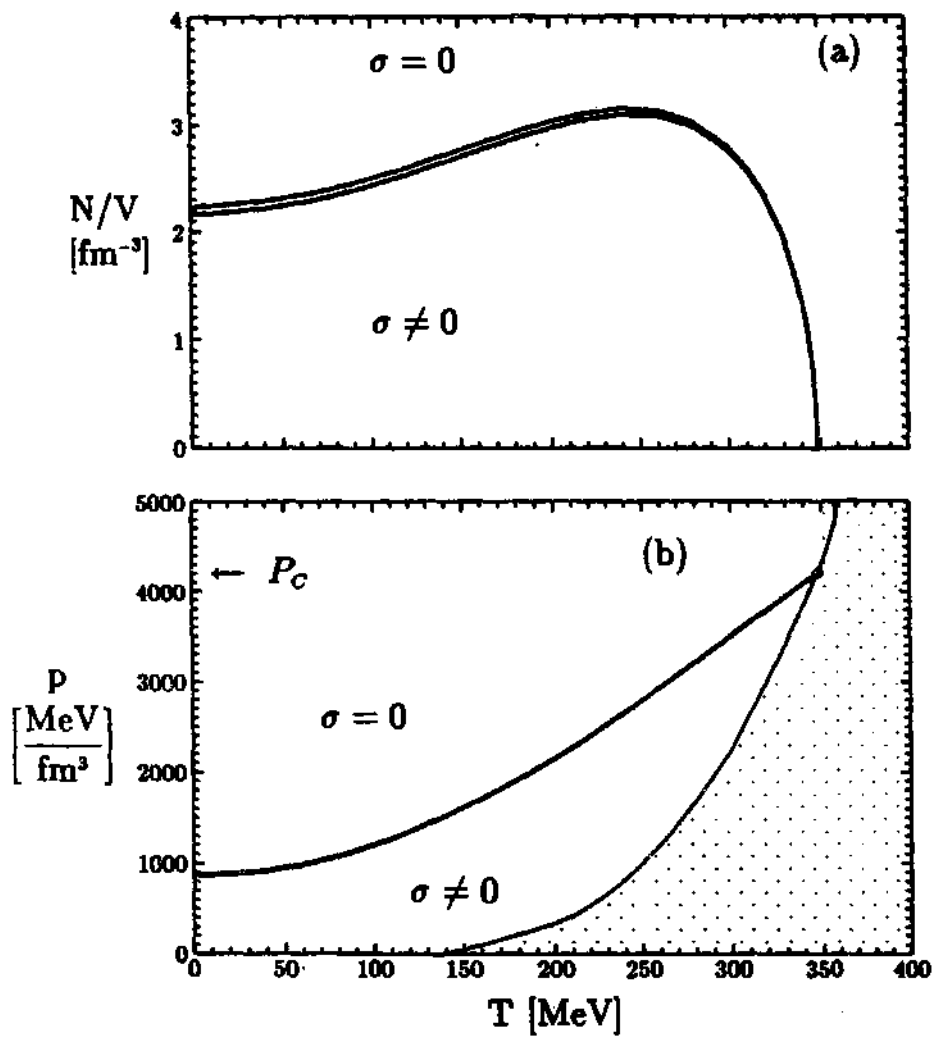 4
(a)
σ = 0
3
N/V
[fm⁻³]
2
σ ≠ 0
1
0
5000
(b)
← P_C
4000
p
[MeV/fm³]
3000
σ = 0
2000
1000
σ ≠ 0
0
0 50 100 150 200 250 300 350 400
T [MeV]